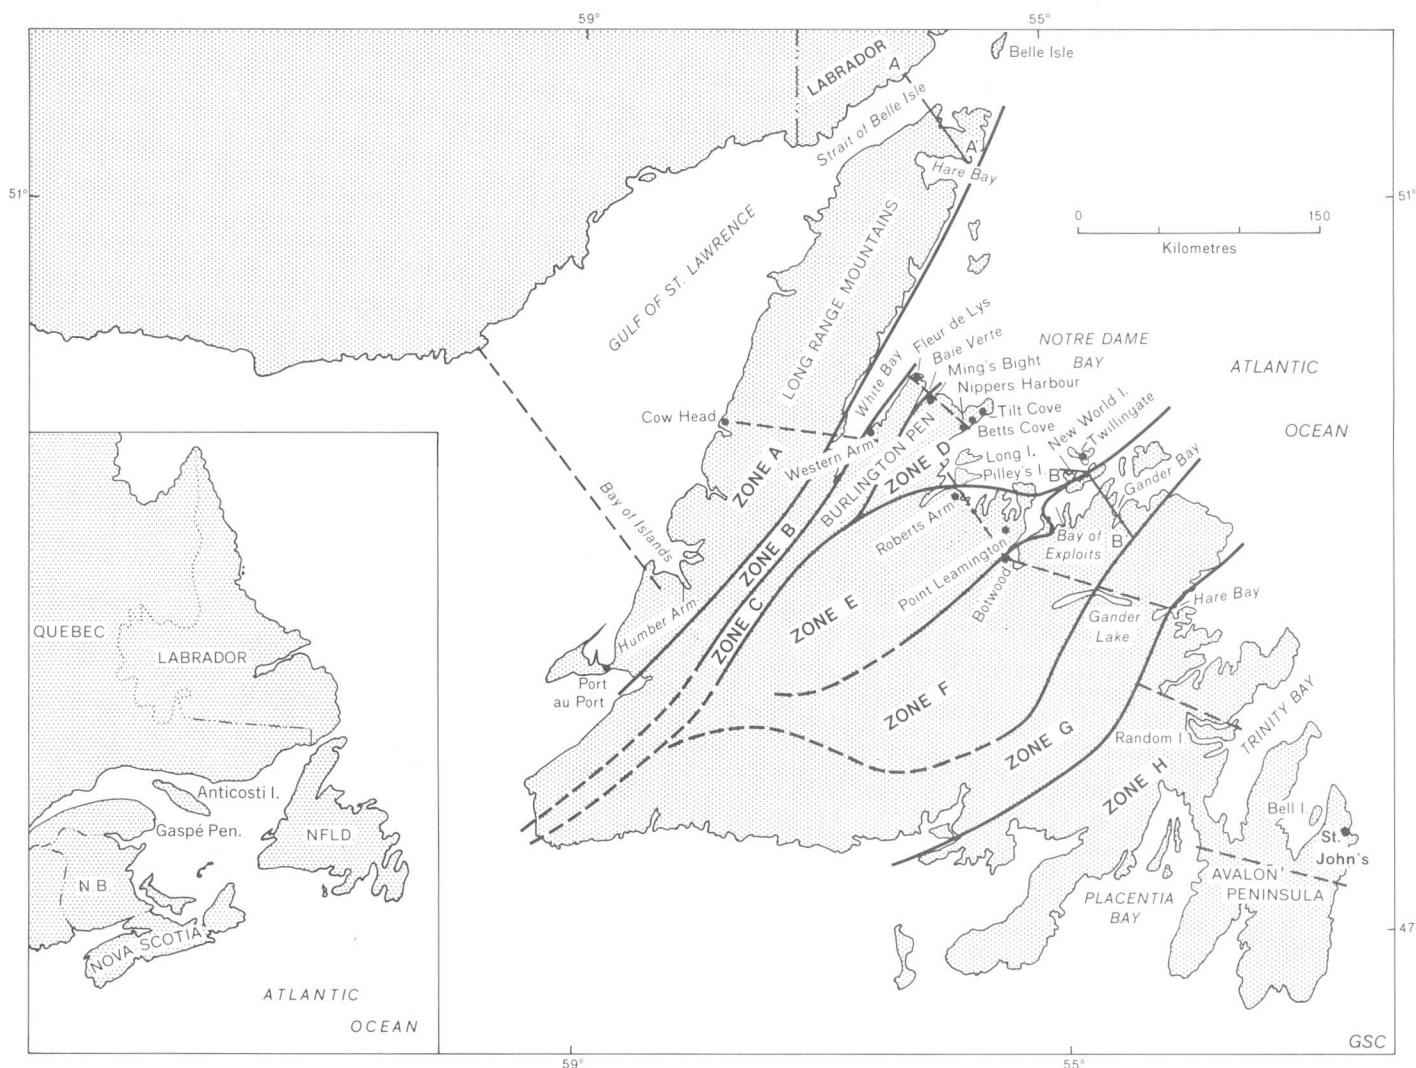 59°
55°
LABRADOR
A
Belle Isle
Strait of Belle Isle
A'
Hare Bay
51°
51°
0
150
Kilometres
LONG RANGE MOUNTAINS
GULF OF ST. LAWRENCE
Fleur de Lys
Baie Verte
Ming's Bight
Nippers Harbour
NOTRE DAME
BAY
ATLANTIC
OCEAN
White Bay
Cow Head
Tilt Cove
Betts Cove
New World I.
Twillingate
Western Arm
BURLINGTON PEN
ZONE D
Long I.
Pilley's I.
B
Gander Bay
ZONE A
Bay of Islands
ZONE B
Roberts Arm
Bay of
Exploits
B'
Point Leamington
Botwood
ZONE C
ZONE E
Humber Arm
Gander
Lake
Hare Bay
Port
au Port
ZONE F
ZONE G
Random I.
TRINITY BAY
ZONE H
Bell I.
St.
John's
AVALON
PENINSULA
PLACENTIA
BAY
47
QUEBEC
LABRADOR
Anticosti I.
Gaspé Pen.
NFLD
N.B.
NOVA SCOTIA
ATLANTIC
OCEAN
GSC
59°
55°